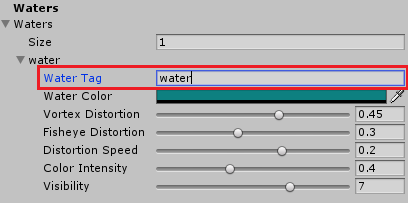 Waters
Waters
Size 1
water
Water Tag water
Water Color
Vortex Distortion 0.45
Fisheye Distortion 0.3
Distortion Speed 0.2
Color Intensity 0.4
Visibility 7